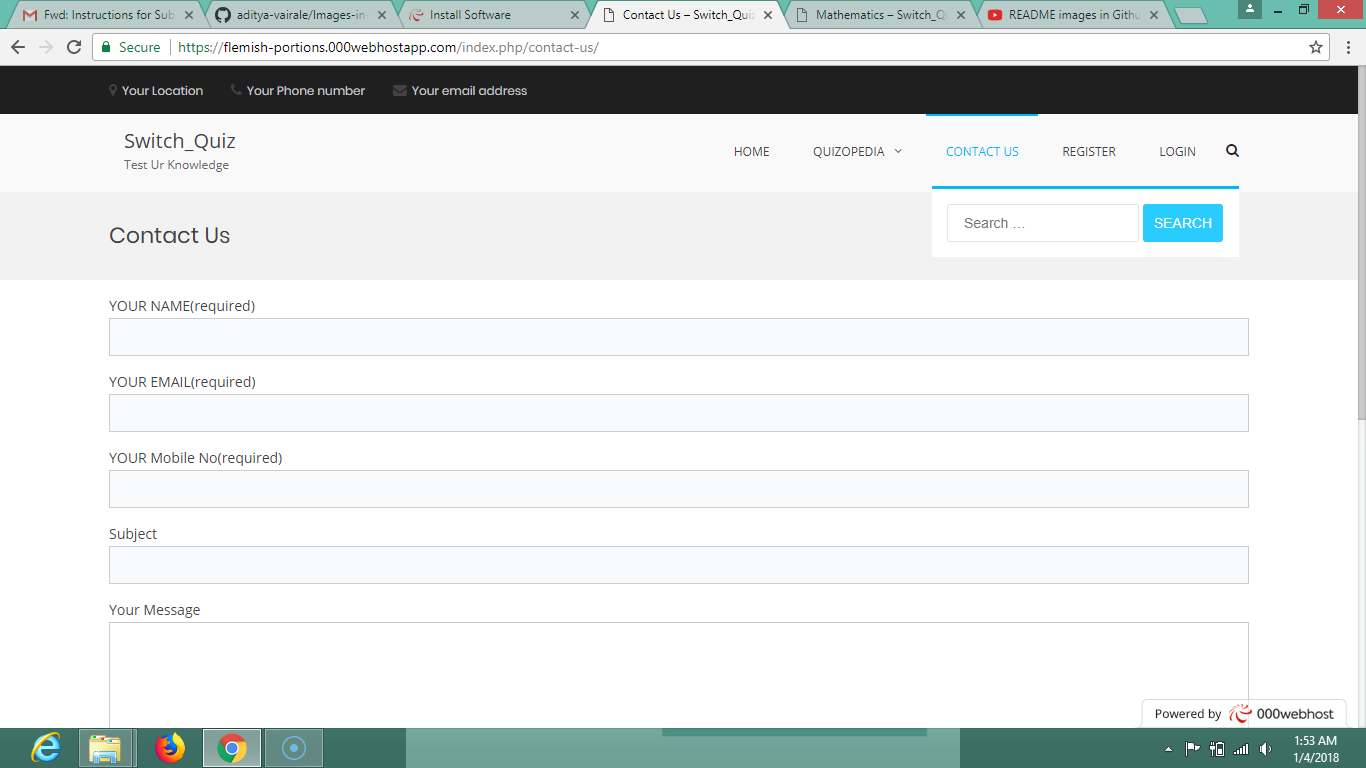 Fwd: Instructions for Sub
aditya-vairale/Images-in-
Install Software
Contact Us – Switch_Quiz
Mathematics – Switch_Q
README images in Githu
Secure https://flemish-portions.000webhostapp.com/index.php/contact-us/
Your Location Your Phone number Your email address
Switch_Quiz
Test Ur Knowledge
HOME QUIZOPEDIA CONTACT US REGISTER LOGIN
Search ... SEARCH
Contact Us
YOUR NAME(required)
YOUR EMAIL(required)
YOUR Mobile No(required)
Subject
Your Message
Powered by 000webhost
1:53 AM
1/4/2018